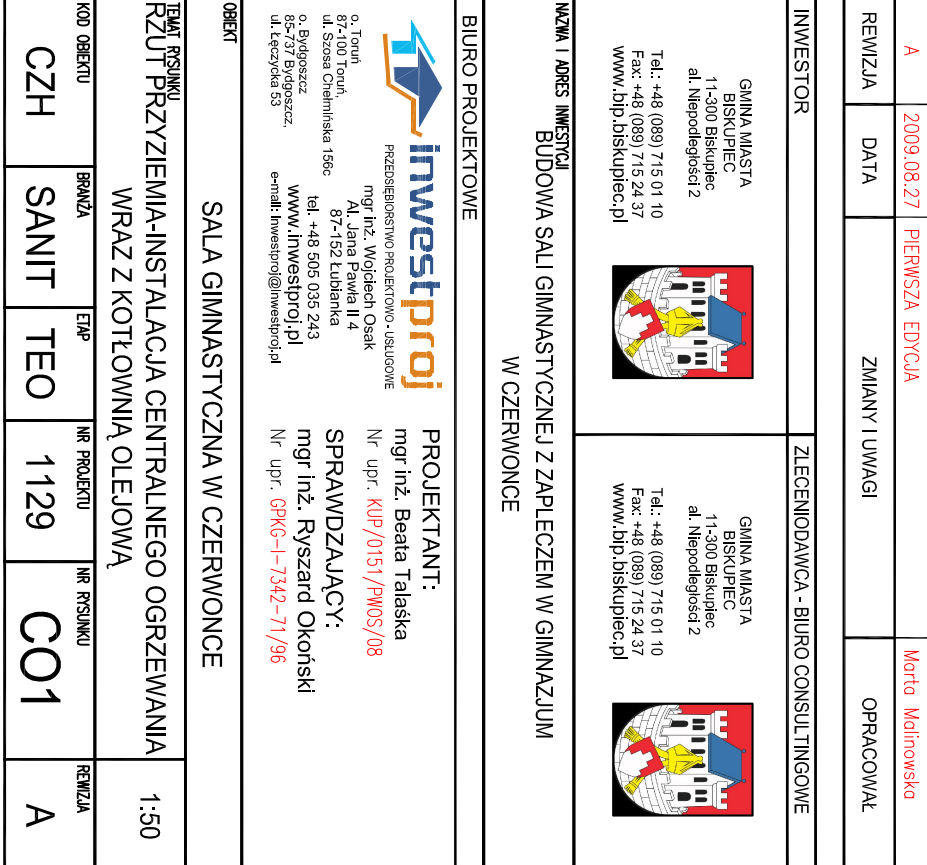 A 2009.08.27 PIERWSZA EDYCJA Marta Malinowska
REWIZJA DATA ZMIANY I UWAGI OPRACOWAŁ
INWESTOR
GMINA MIASTA
BISKUPIEC
11-300 Biskupiec
al. Niepodległości 2
Tel.: +48 (089) 715 01 10
Fax: +48 (089) 715 24 37
www.bip.biskupiec.pl
ZLECENIODAWCA - BIURO CONSULTINGOWE
GMINA MIASTA
BISKUPIEC
11-300 Biskupiec
al. Niepodległości 2
Tel.: +48 (089) 715 01 10
Fax: +48 (089) 715 24 37
www.bip.biskupiec.pl
NAZWA I ADRES INWESTYCJI
BUDOWA SALI GIMNASTYCZNEJ Z ZAPLECZEM W GIMNAZJUM
W CZERWONCE
BIURO PROJEKTOWE
inwestproj
PRZEDSIĘBIORSTWO PROJEKTOWO - USŁUGOWE
mgr inż. Wojciech Osak
Al. Jana Pawła II 4
87-152 Łubianka
tel. +48 505 035 243
www.inwestproj.pl
e-mail: Inwestproj@Inwestproj.pl
o. Toruń
87-100 Toruń,
ul. Szosa Chełmińska 156c
o. Bydgoszcz
85-737 Bydgoszcz,
ul. Łęczycka 53
PROJEKTANT:
mgr inż. Beata Talaśka
Nr upr. KUP/0151/PWOS/08
SPRAWDZAJĄCY:
mgr inż. Ryszard Okoński
Nr upr. GPKG-I-7342-71/96
OBIEKT
SALA GIMNASTYCZNA W CZERWONCE
TEMAT RYSUNKU
RZUT PRZYZIEMIA-INSTALACJA CENTRALNEGO OGRZEWANIA
WRAZ Z KOTŁOWNIĄ OLEJOWĄ
1:50
KOD OBIEKTU BRANŻA ETAP NR PROJEKTU NR RYSUNKU REWIZJA
CZH SANIT TEO 1129 CO1 A